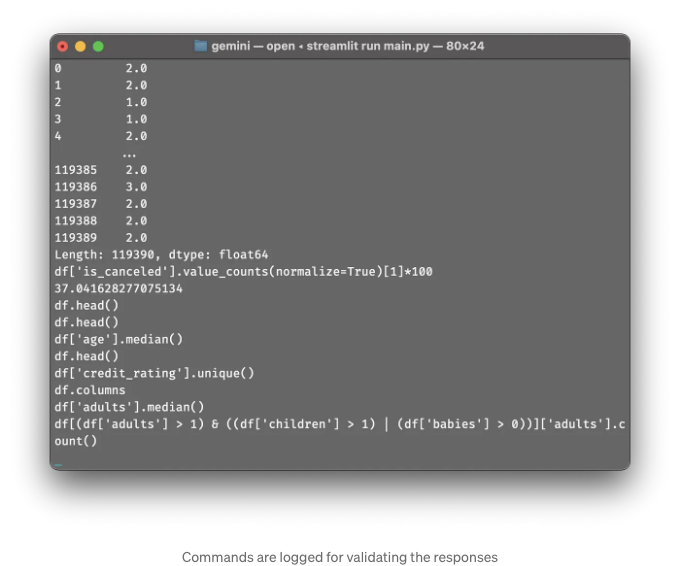 gemini — open ◂ streamlit run main.py — 80×24
0 2.0
1 2.0
2 1.0
3 1.0
4 2.0
...
119385 2.0
119386 3.0
119387 2.0
119388 2.0
119389 2.0
Length: 119390, dtype: float64
df['is_canceled'].value_counts(normalize=True)[1]*100
37.041628277075134
df.head()
df.head()
df['age'].median()
df.head()
df['credit_rating'].unique()
df.columns
df['adults'].median()
df[(df['adults'] > 1) & ((df['children'] > 1) | (df['babies'] > 0))]['adults'].c
ount()
Commands are logged for validating the responses